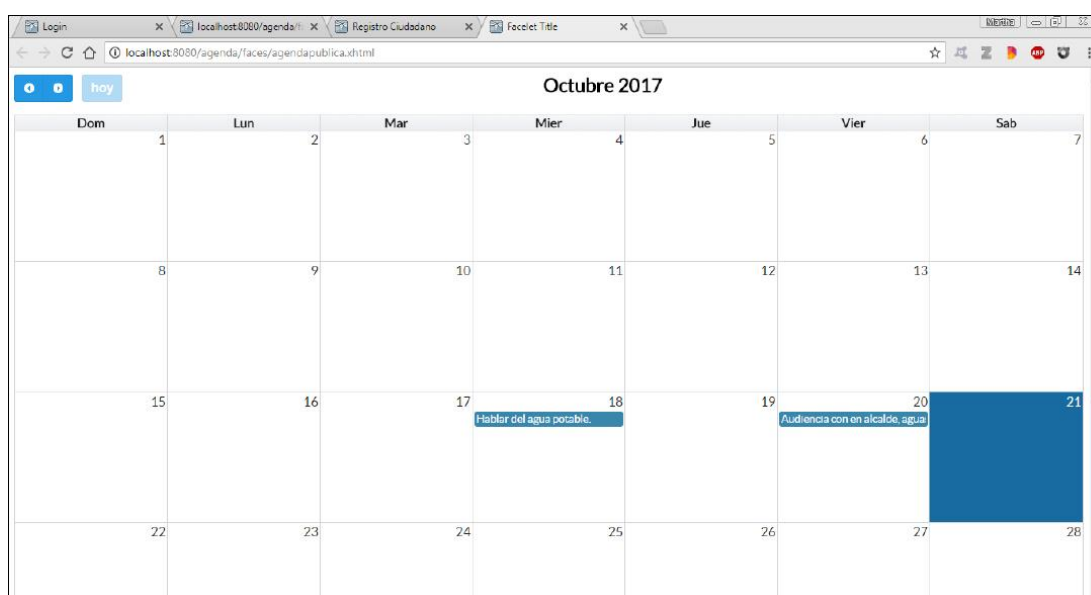 Login
localhost:8080/agenda/f
Registro Ciudadano
Facelet Title
Martha
localhost:8080/agenda/faces/agendapublica.xhtml
ABP
hoy
Octubre 2017
Dom Lun Mar Mier Jue Vier Sab
1 2 3 4 5 6 7
8 9 10 11 12 13 14
15 16 17 18 19 20 21
Hablar del agua potable. Audiencia con en alcalde, agua
22 23 24 25 26 27 28